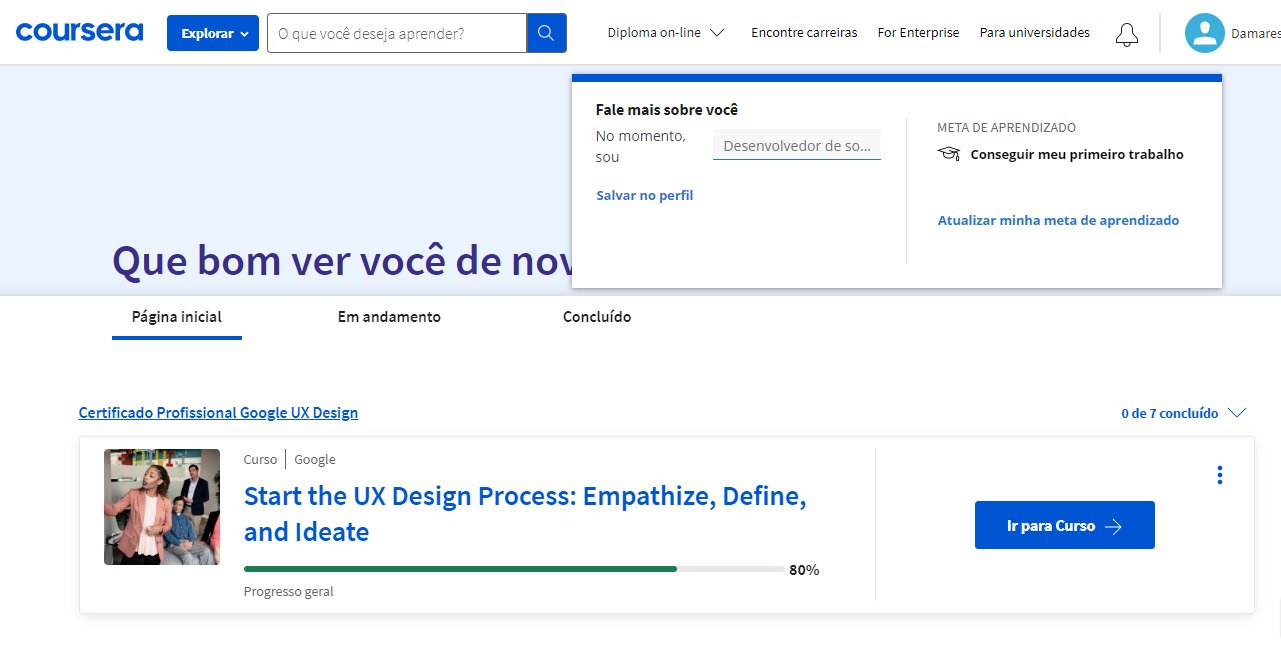 coursera
Explorar
O que você deseja aprender?
Diploma on-line
Encontre carreiras
For Enterprise
Para universidades
Damares
Fale mais sobre você
No momento,
sou
Desenvolvedor de so...
Salvar no perfil
META DE APRENDIZADO
Conseguir meu primeiro trabalho
Atualizar minha meta de aprendizado
Que bom ver você de nov
Página inicial
Em andamento
Concluído
Certificado Profissional Google UX Design
0 de 7 concluído
Curso
Google
Start the UX Design Process: Empathize, Define,
and Ideate
80%
Progresso geral
Ir para Curso